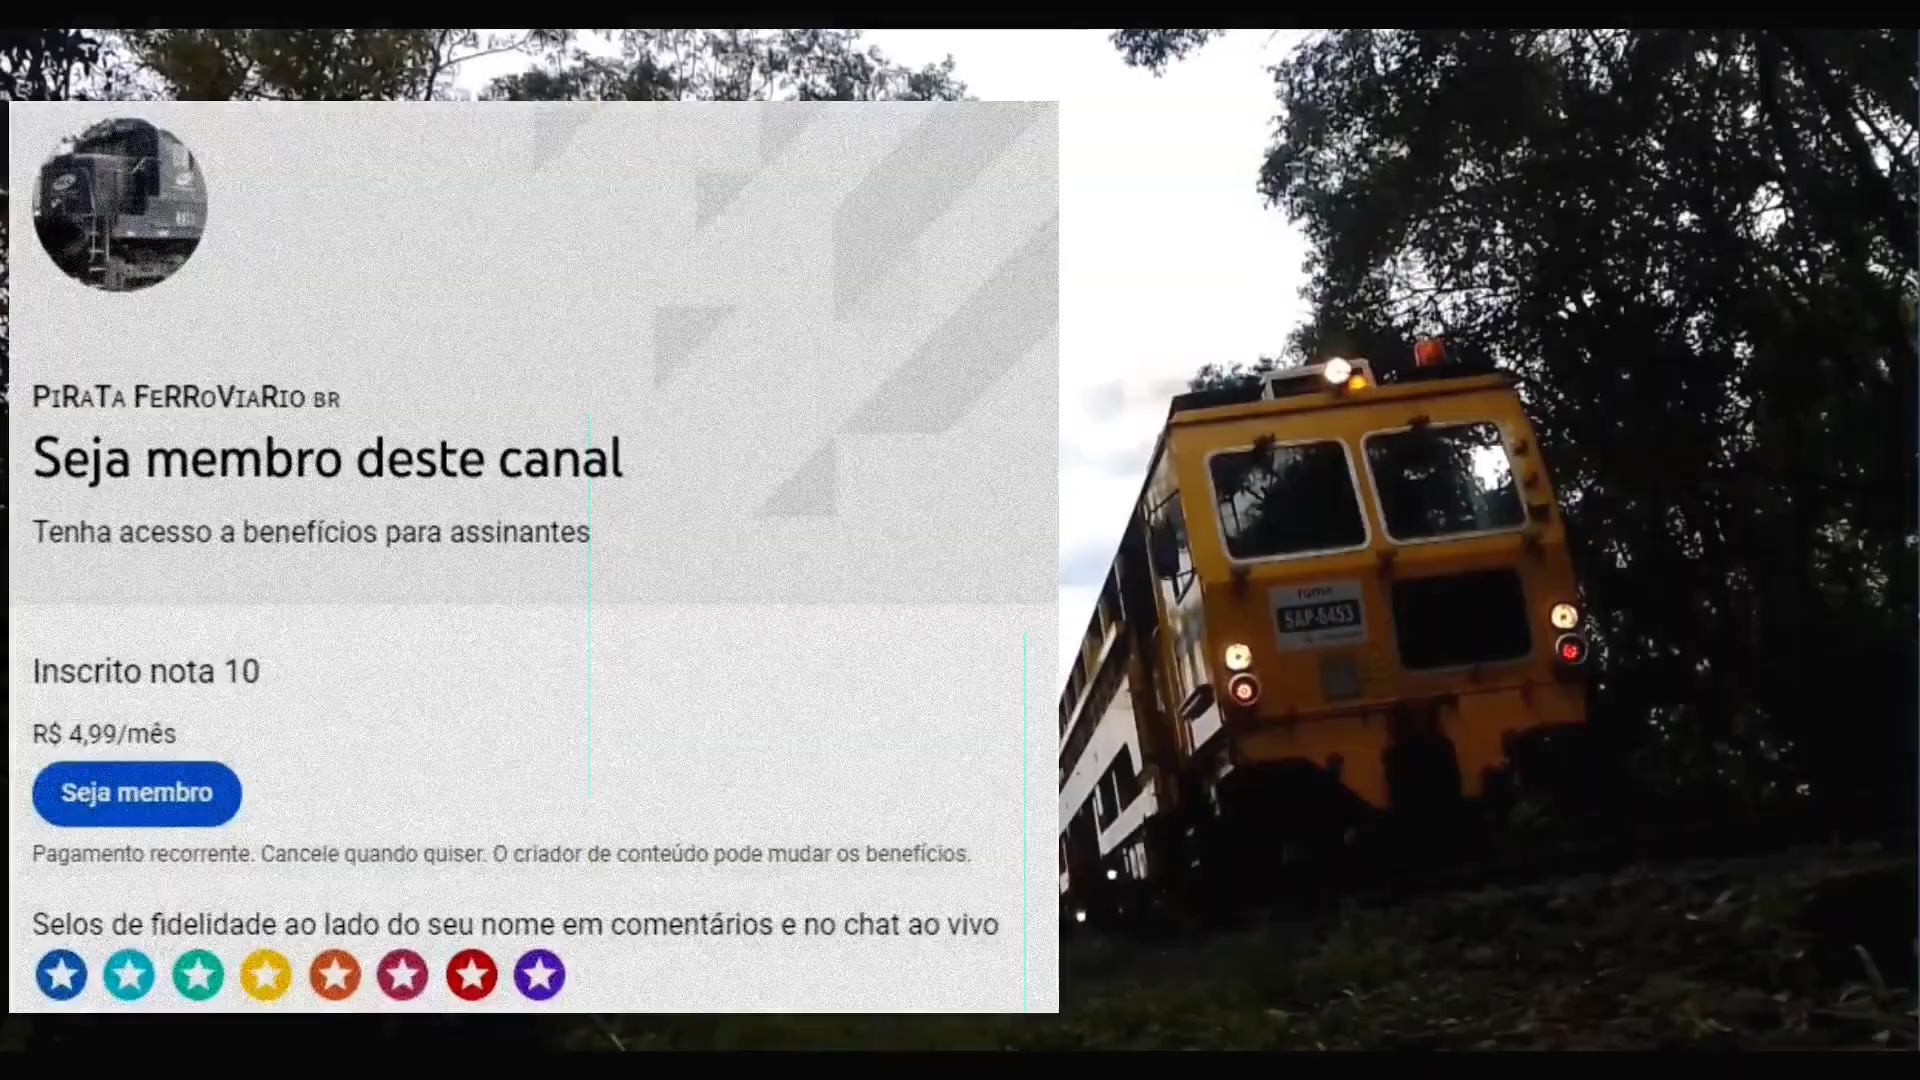 PiRaTa FeRRoViaRio BR
Seja membro deste canal
Tenha acesso a benefícios para assinantes
Inscrito nota 10
R$ 4,99/mês
Seja membro
Pagamento recorrente. Cancele quando quiser. O criador de conteúdo pode mudar os benefícios.
Selos de fidelidade ao lado do seu nome em comentários e no chat ao vivo
rumo
SAP-6453